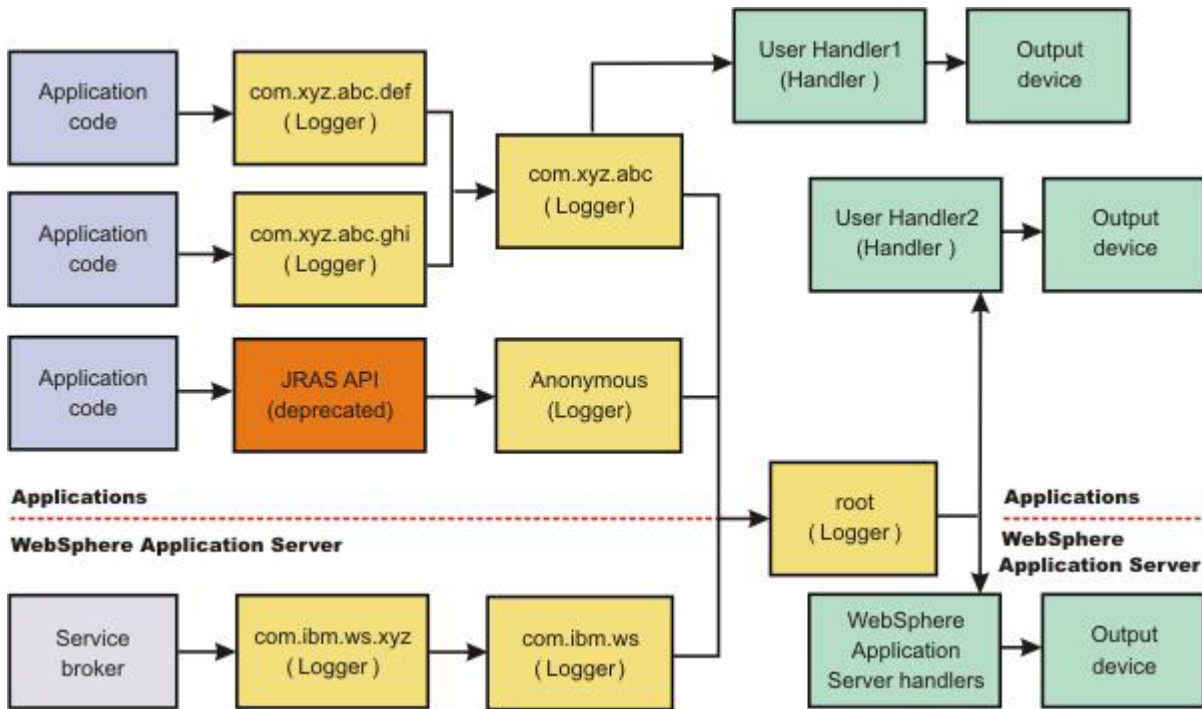 Application
code
com.xyz.abc.def
( Logger )
com.xyz.abc
( Logger )
User Handler1
(Handler )
Output
device
Application
code
com.xyz.abc.ghi
( Logger )
User Handler2
(Handler )
Output
device
Application
code
JRAS API
(deprecated)
Anonymous
(Logger)
Applications
WebSphere Application Server
root
( Logger )
Applications
WebSphere
Application Server
Service
broker
com.ibm.ws.xyz
( Logger )
com.ibm.ws
( Logger )
WebSphere
Application
Server handlers
Output
device